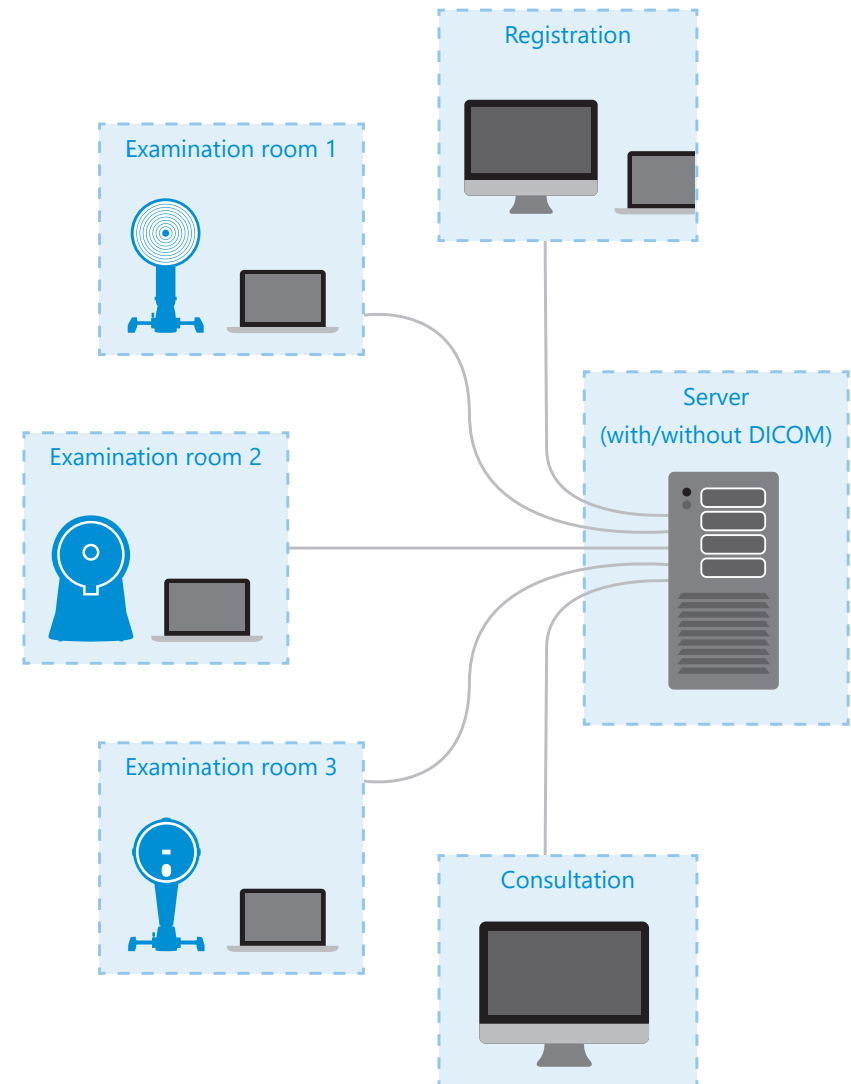 Registration
Examination room 1
Server
(with/without DICOM)
Examination room 2
Examination room 3
Consultation